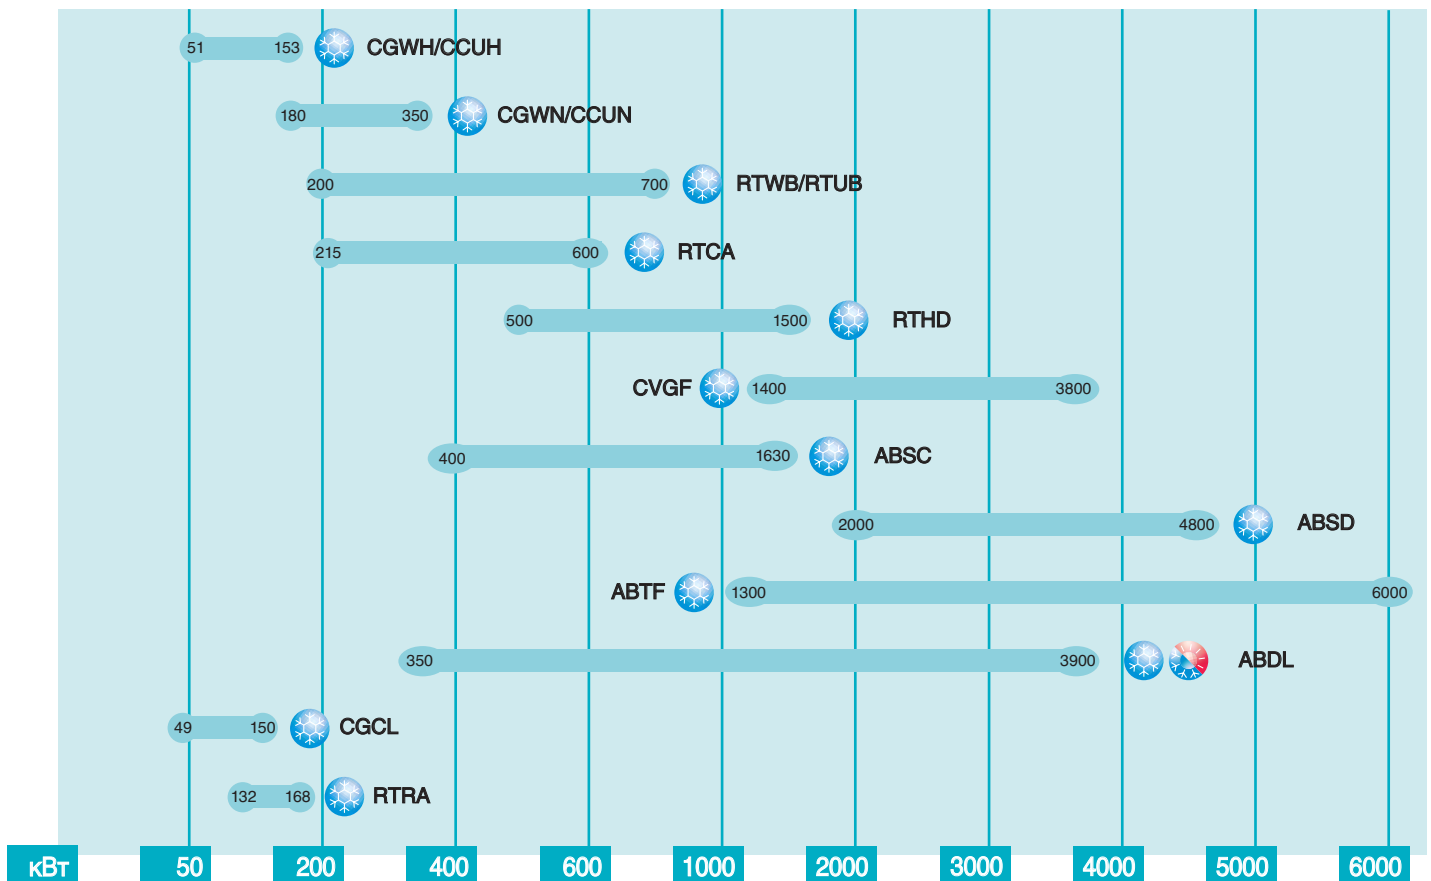 51 153 CGWH/CCUH
180 350 CGWN/CCUN
200 700 RTWB/RTUB
215 600 RTCA
500 1500 RTHD
CVGF 1400 3800
400 1630 ABSC
2000 4800 ABSD
ABTF 1300 6000
350 3900 ABDL
49 150 CGCL
132 168 RTRA
кВт 50 200 400 600 1000 2000 3000 4000 5000 6000